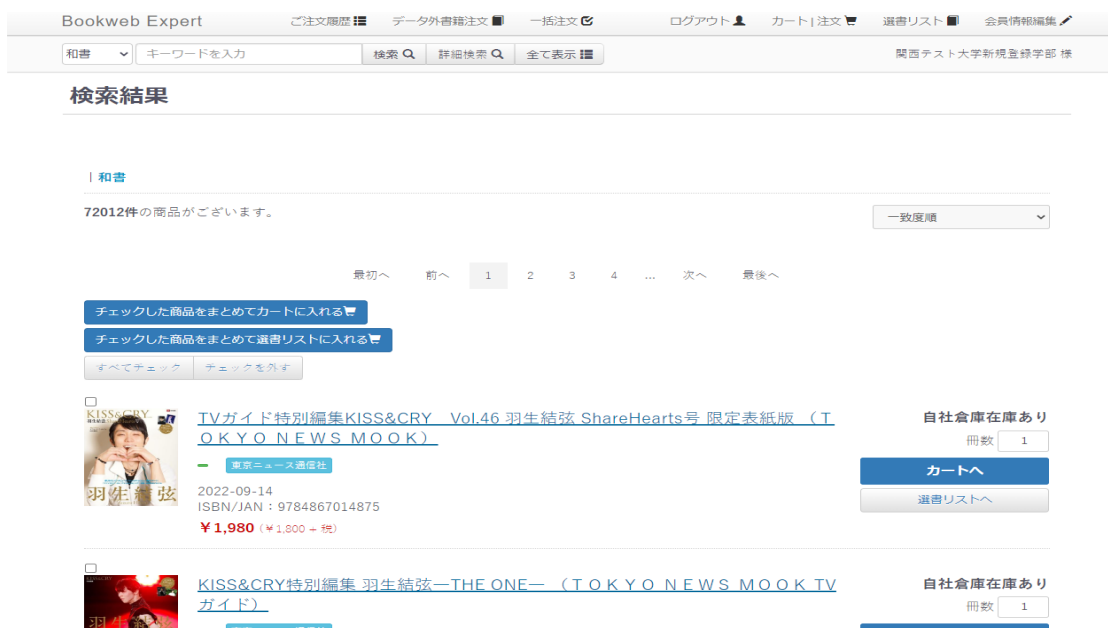 Bookweb Expert ご注文履歴 データ外書籍注文 一括注文 ログアウト カート | 注文 選書リスト 会員情報編集
和書 キーワードを入力 検索 詳細検索 全て表示 関西テスト大学新規登録学部 様
検索結果
| 和書
72012件の商品がございます。
一致度順
最初へ 前へ 1 2 3 4 ... 次へ 最後へ
チェックした商品をまとめてカートに入れる
チェックした商品をまとめて選書リストに入れる
すべてチェック チェックを外す
KISS&CRY
羽生結弦
TVガイド特別編集KISS&CRY Vol.46 羽生結弦 ShareHearts号 限定表紙版 （Ｔ
ＯＫＹＯ ＮＥＷＳ ＭＯＯＫ）
東京ニュース通信社
2022-09-14
ISBN/JAN：9784867014875
￥1,980（￥1,800 + 税）
自社倉庫在庫あり
冊数 1
カートへ
選書リストへ
KISS&CRY特別編集 羽生結弦―THE ONE― （ＴＯＫＹＯ ＮＥＷＳ ＭＯＯＫ TV
ガイド）
自社倉庫在庫あり
冊数 1